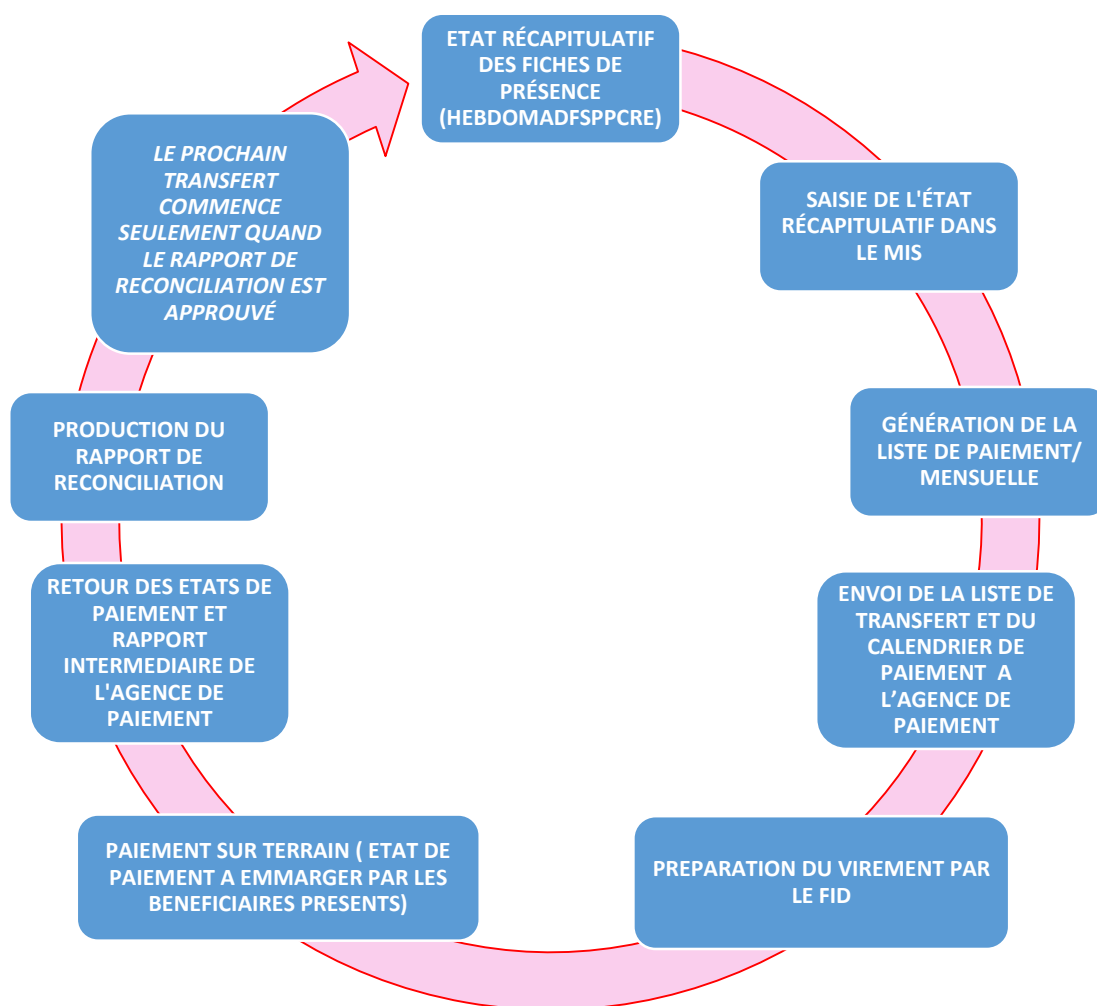 ETAT RÉCAPITULATIF
DES FICHES DE
PRÉSENCE
(HEBDOMADFSPPCRE)
SAISIE DE L'ÉTAT
RÉCAPITULATIF DANS
LE MIS
GÉNÉRATION DE LA
LISTE DE PAIEMENT/
MENSUELLE
ENVOI DE LA LISTE DE
TRANSFERT ET DU
CALENDRIER DE
PAIEMENT A
L’AGENCE DE
PAIEMENT
PREPARATION DU VIREMENT PAR
LE FID
PAIEMENT SUR TERRAIN ( ETAT DE
PAIEMENT A EMMARGER PAR LES
BENEFICIAIRES PRESENTS)
RETOUR DES ETATS DE
PAIEMENT ET
RAPPORT
INTERMEDIAIRE DE
L'AGENCE DE
PAIEMENT
PRODUCTION DU
RAPPORT DE
RECONCILIATION
LE PROCHAIN
TRANSFERT
COMMENCE
SEULEMENT QUAND
LE RAPPORT DE
RECONCILIATION EST
APPROUVÉ